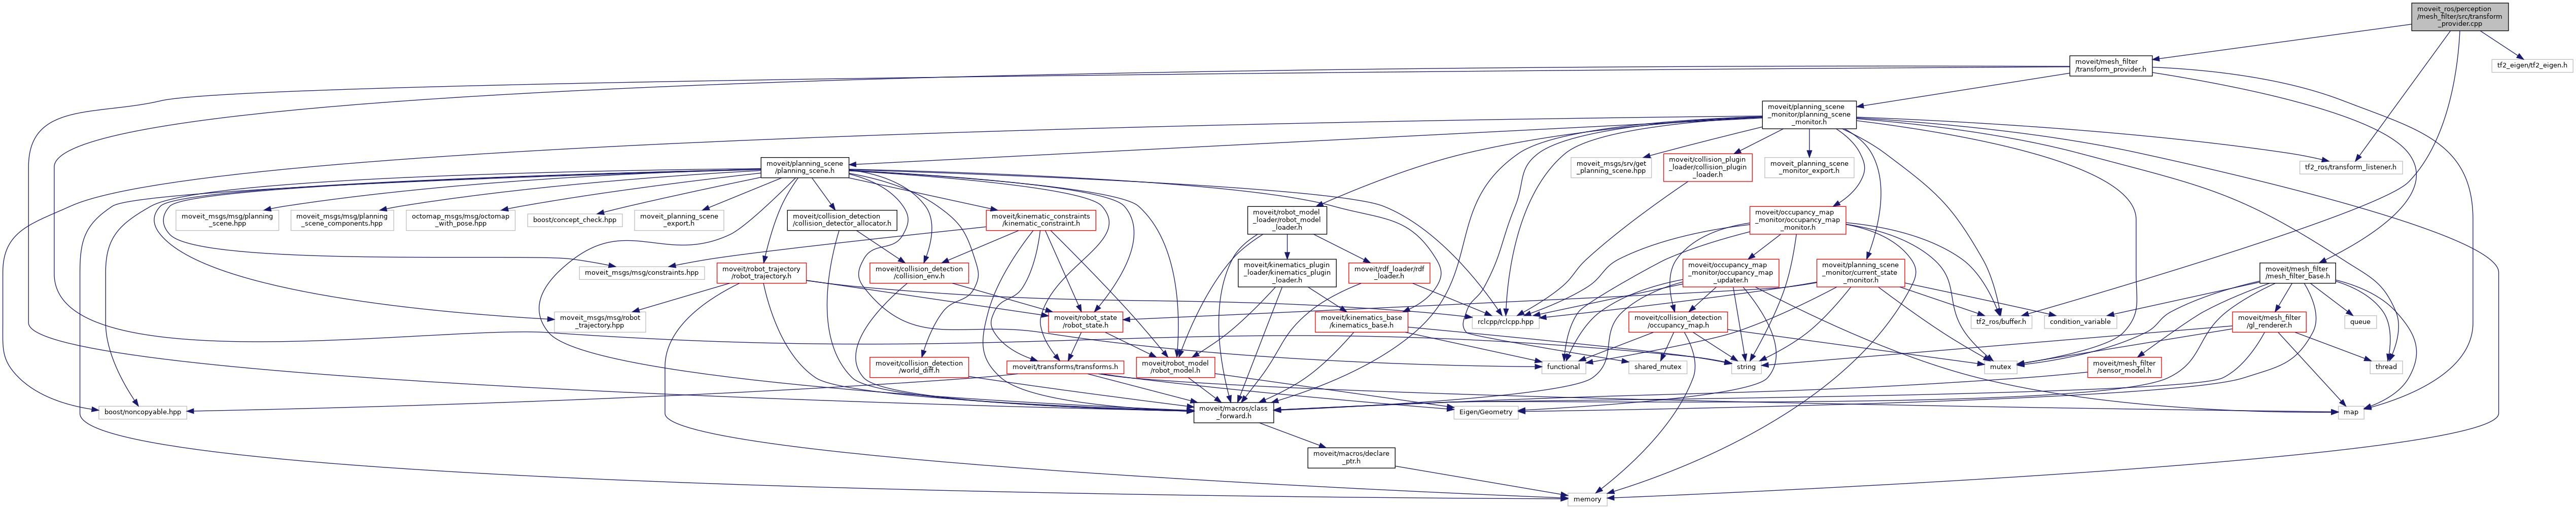 moveit_ros/perception
/mesh_filter/src/transform
_provider.cpp
moveit/mesh_filter
/transform_provider.h
tf2_eigen/tf2_eigen.h
moveit/planning_scene
_monitor/planning_scene
_monitor.h
moveit/planning_scene
/planning_scene.h
moveit_msgs/srv/get
_planning_scene.hpp
moveit/collision_plugin
_loader/collision_plugin
_loader.h
moveit_planning_scene
_monitor_export.h
tf2_ros/transform_listener.h
moveit_msgs/msg/planning
_scene.hpp
moveit_msgs/msg/planning
_scene_components.hpp
octomap_msgs/msg/octomap
_with_pose.hpp
boost/concept_check.hpp
moveit_planning_scene
_export.h
moveit/collision_detection
/collision_detector_allocator.h
moveit/kinematic_constraints
/kinematic_constraint.h
moveit/robot_model
_loader/robot_model
_loader.h
moveit/occupancy_map
_monitor/occupancy_map
_monitor.h
moveit_msgs/msg/constraints.hpp
moveit/robot_trajectory
/robot_trajectory.h
moveit/collision_detection
/collision_env.h
moveit/kinematics_plugin
_loader/kinematics_plugin
_loader.h
moveit/rdf_loader/rdf
_loader.h
moveit/occupancy_map
_monitor/occupancy_map
_updater.h
moveit/planning_scene
_monitor/current_state
_monitor.h
moveit/mesh_filter
/mesh_filter_base.h
moveit_msgs/msg/robot
_trajectory.hpp
moveit/robot_state
/robot_state.h
moveit/kinematics_base
/kinematics_base.h
rclcpp/rclcpp.hpp
moveit/collision_detection
/occupancy_map.h
tf2_ros/buffer.h
condition_variable
moveit/mesh_filter
/gl_renderer.h
queue
moveit/collision_detection
/world_diff.h
moveit/transforms/transforms.h
moveit/robot_model
/robot_model.h
functional
shared_mutex
string
mutex
moveit/mesh_filter
/sensor_model.h
thread
boost/noncopyable.hpp
moveit/macros/class
_forward.h
Eigen/Geometry
map
moveit/macros/declare
_ptr.h
memory